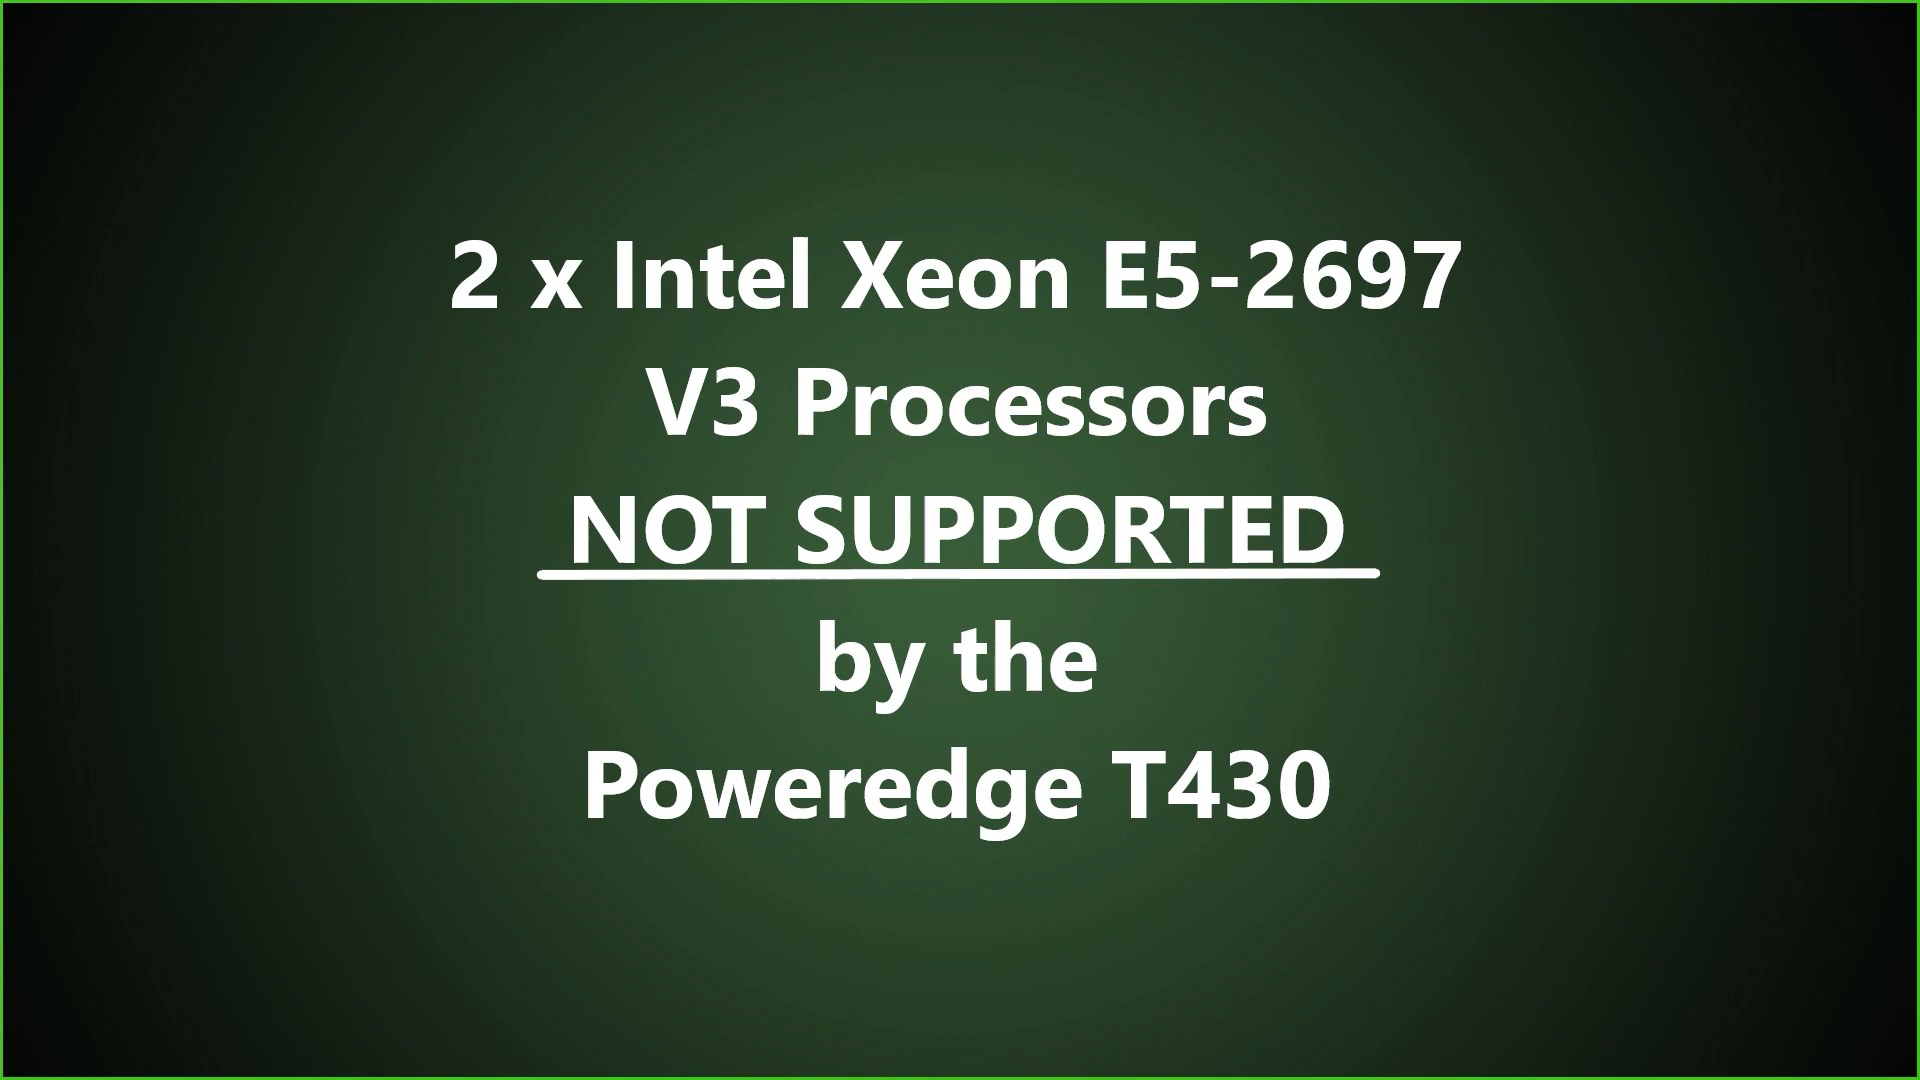 2 x Intel Xeon E5-2697
V3 Processors
NOT SUPPORTED
by the
Poweredge T430